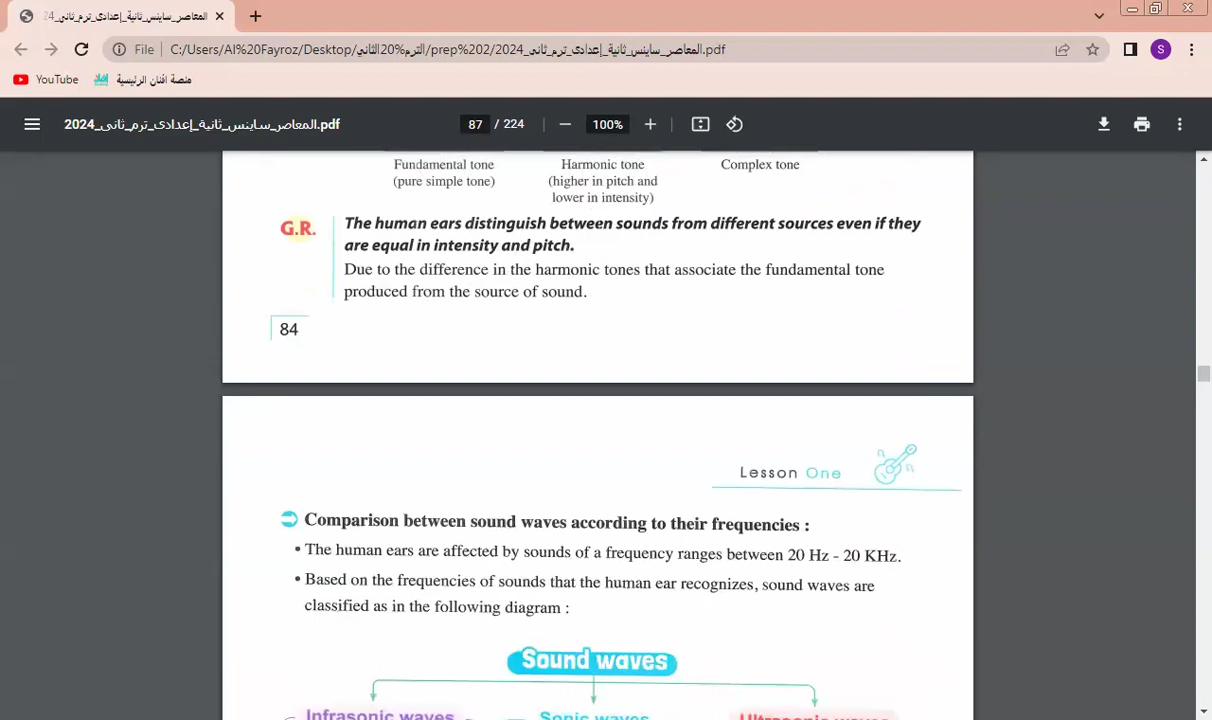 المعاصر_ساينس_ثانية_إعدادى_ترم_ثانى_24
File C:/Users/Al%20Fayroz/Desktop/الترم%20الثاني/prep%202/2024_المعاصر_ساينس_ثانية_إعدادى_ترم_ثانى.pdf
S
YouTube منصة افنان الرئيسية
2024_المعاصر_ساينس_ثانية_إعدادى_ترم_ثانى.pdf 87 / 224 100%
Fundamental tone Harmonic tone Complex tone
(pure simple tone) (higher in pitch and
lower in intensity)
G.R. The human ears distinguish between sounds from different sources even if they
are equal in intensity and pitch.
Due to the difference in the harmonic tones that associate the fundamental tone
produced from the source of sound.
84
Lesson One
Comparison between sound waves according to their frequencies :
• The human ears are affected by sounds of a frequency ranges between 20 Hz - 20 KHz.
• Based on the frequencies of sounds that the human ear recognizes, sound waves are
classified as in the following diagram :
Sound waves
Infrasonic waves Sonic waves Ultrasonic waves